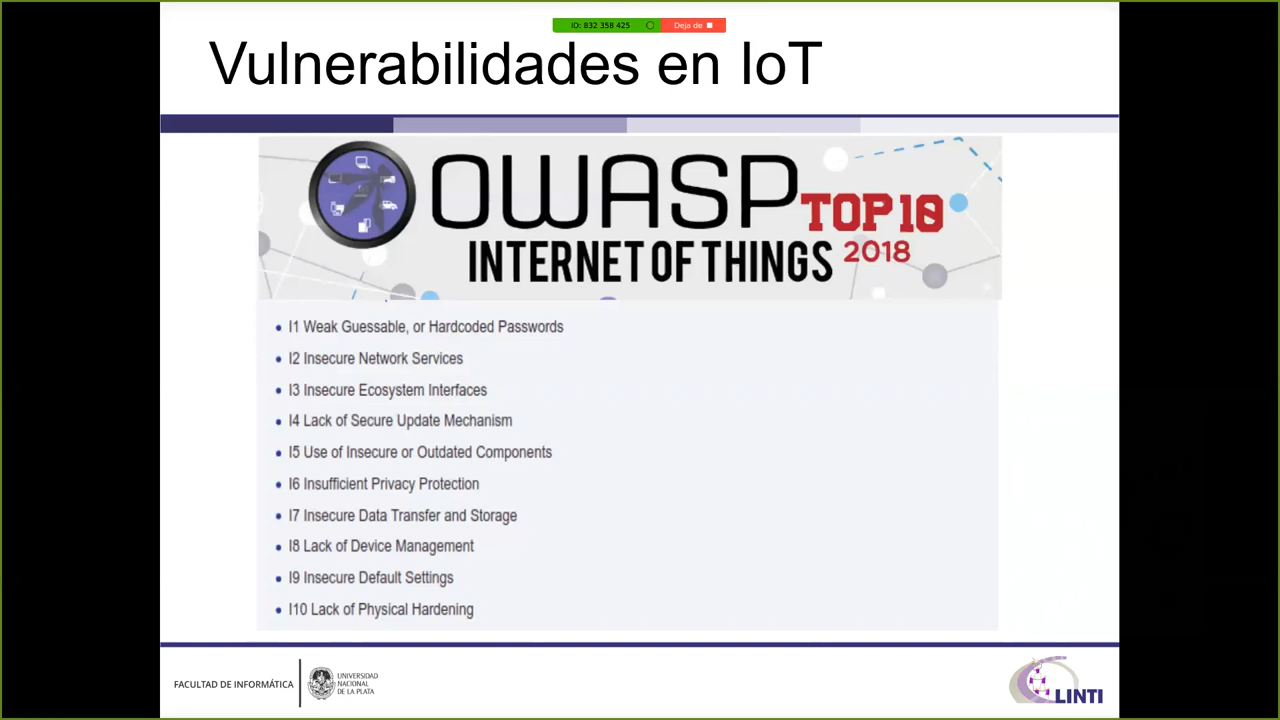 ID: 832 358 425
Deja de
Vulnerabilidades en IoT
OWASP
TOP 10
INTERNET OF THINGS
2018
• I1 Weak Guessable, or Hardcoded Passwords
• I2 Insecure Network Services
• I3 Insecure Ecosystem Interfaces
• I4 Lack of Secure Update Mechanism
• I5 Use of Insecure or Outdated Components
• I6 Insufficient Privacy Protection
• I7 Insecure Data Transfer and Storage
• I8 Lack of Device Management
• I9 Insecure Default Settings
• I10 Lack of Physical Hardening
FACULTAD DE INFORMÁTICA
UNIVERSIDAD
NACIONAL
DE LA PLATA
LINTI